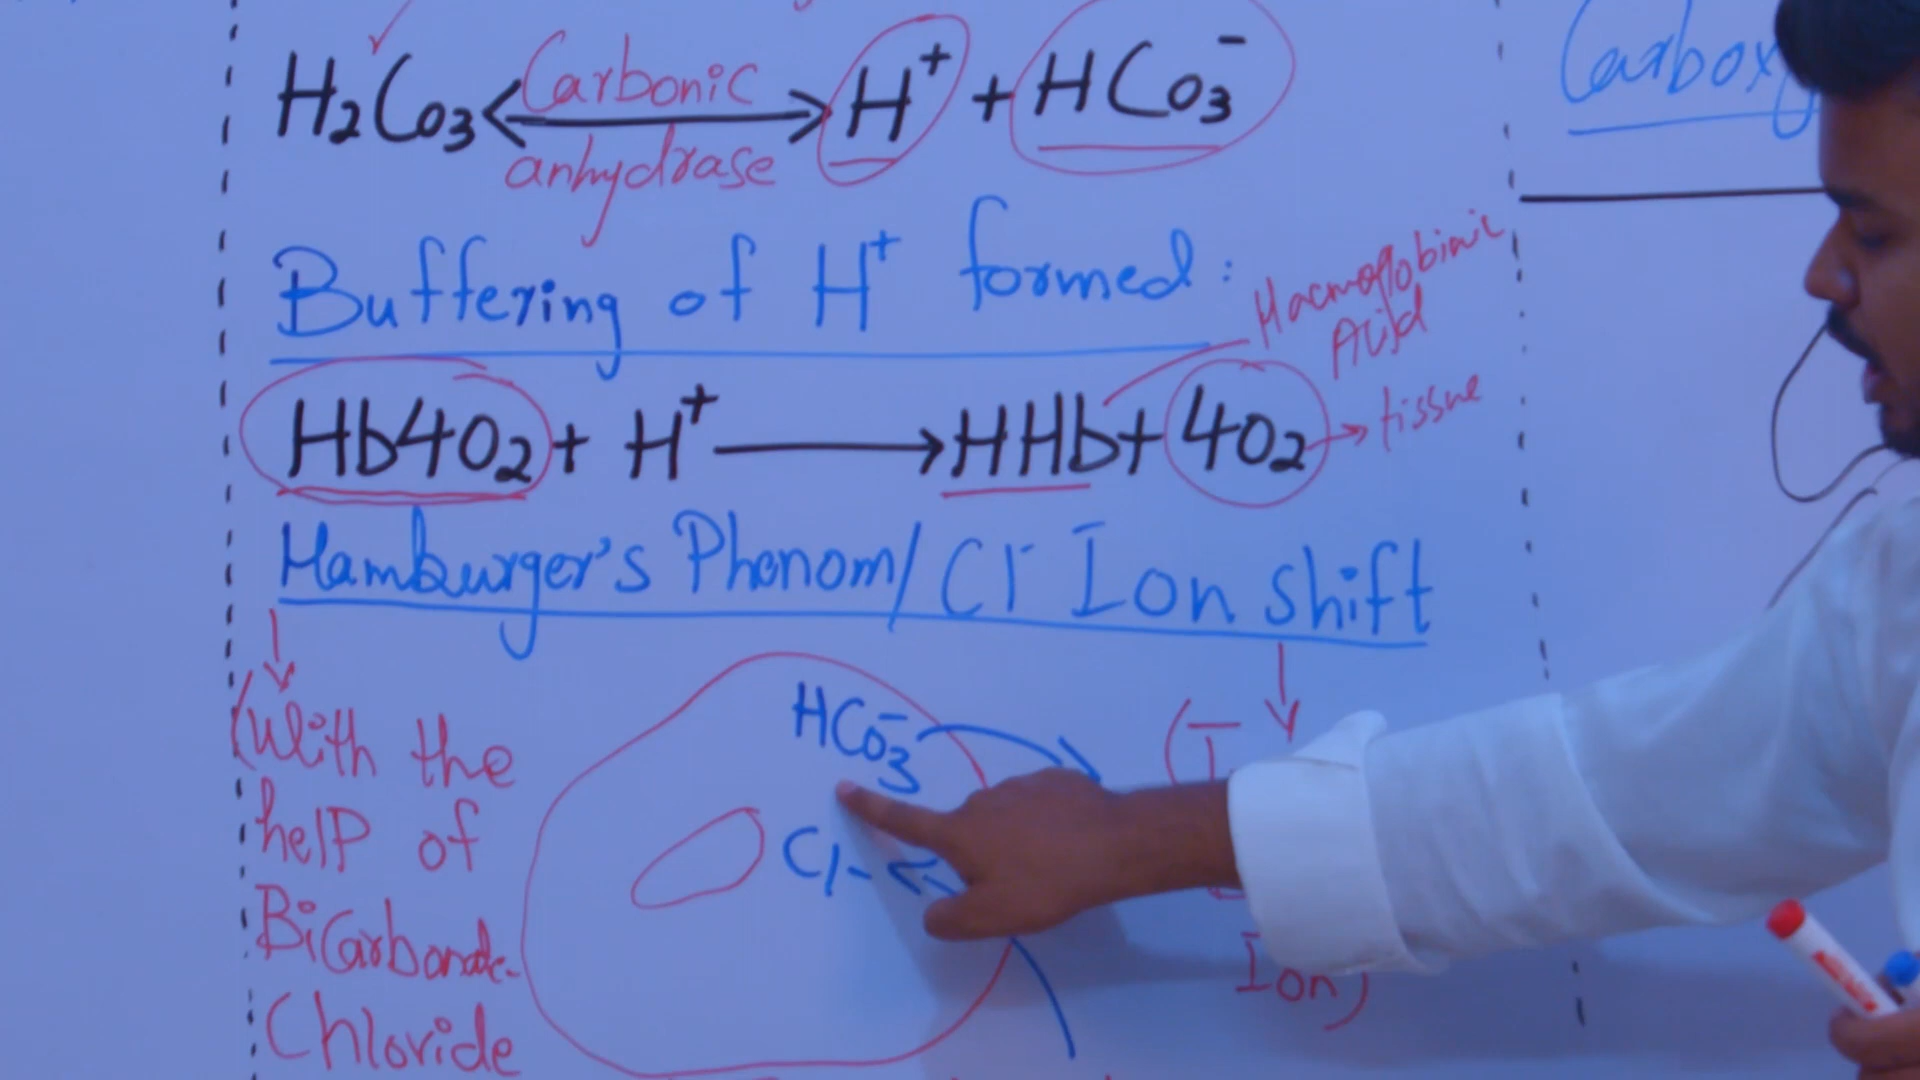 H2Co3 Carbonic anhydrase H+ + HCo3-
Carboxy
Buffering of H+ formed:
Haemoglobinic
Acid
Hb4O2 + H+ → HHb + 4O2 → tissue
Hamburger's Phenom/Cl- Ion shift
(With the
help of
Bicarbonate-
Chloride
HCo3-
Cl-
Ion)